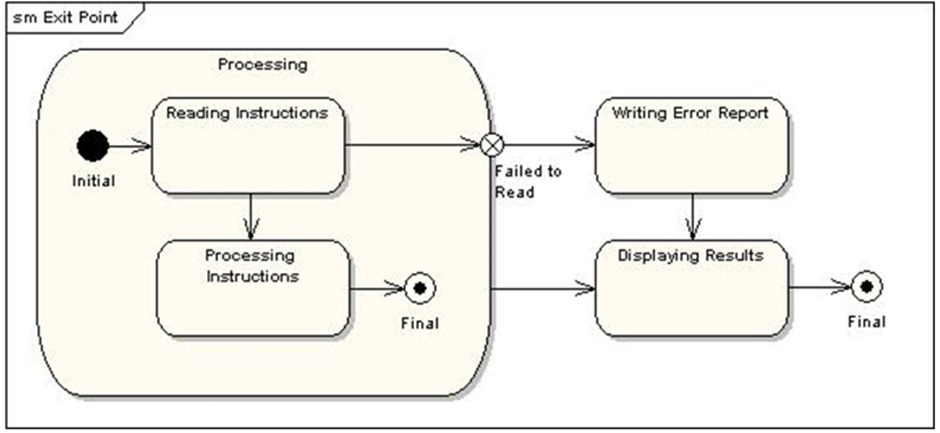 sm Exit Point
Processing
Reading Instructions
Writing Error Report
Initial
Failed to
Read
Processing
Instructions
Displaying Results
Final
Final